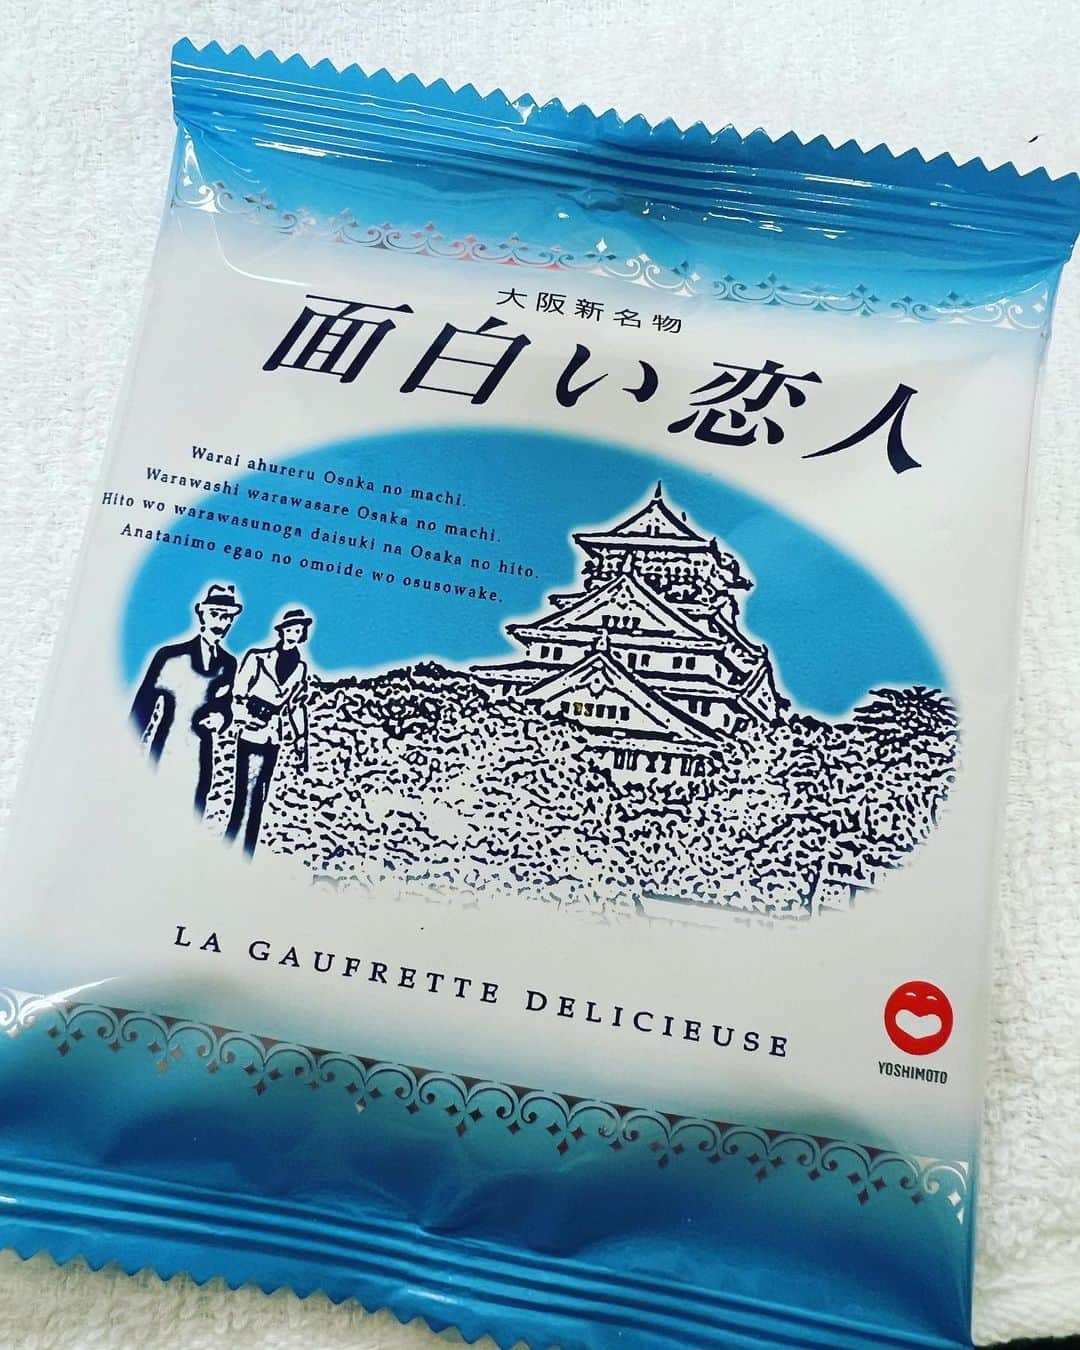 大阪新名物
面白い恋人
Warai ahureru Osaka no machi.
Warawashi warawasare Osaka no machi.
Hito wo warawasunoga daisuki na Osaka no hito.
Anatanimo egao no omoide wo osusowake.
LA GAUFRETTE DELICIEUSE
YOSHIMOTO